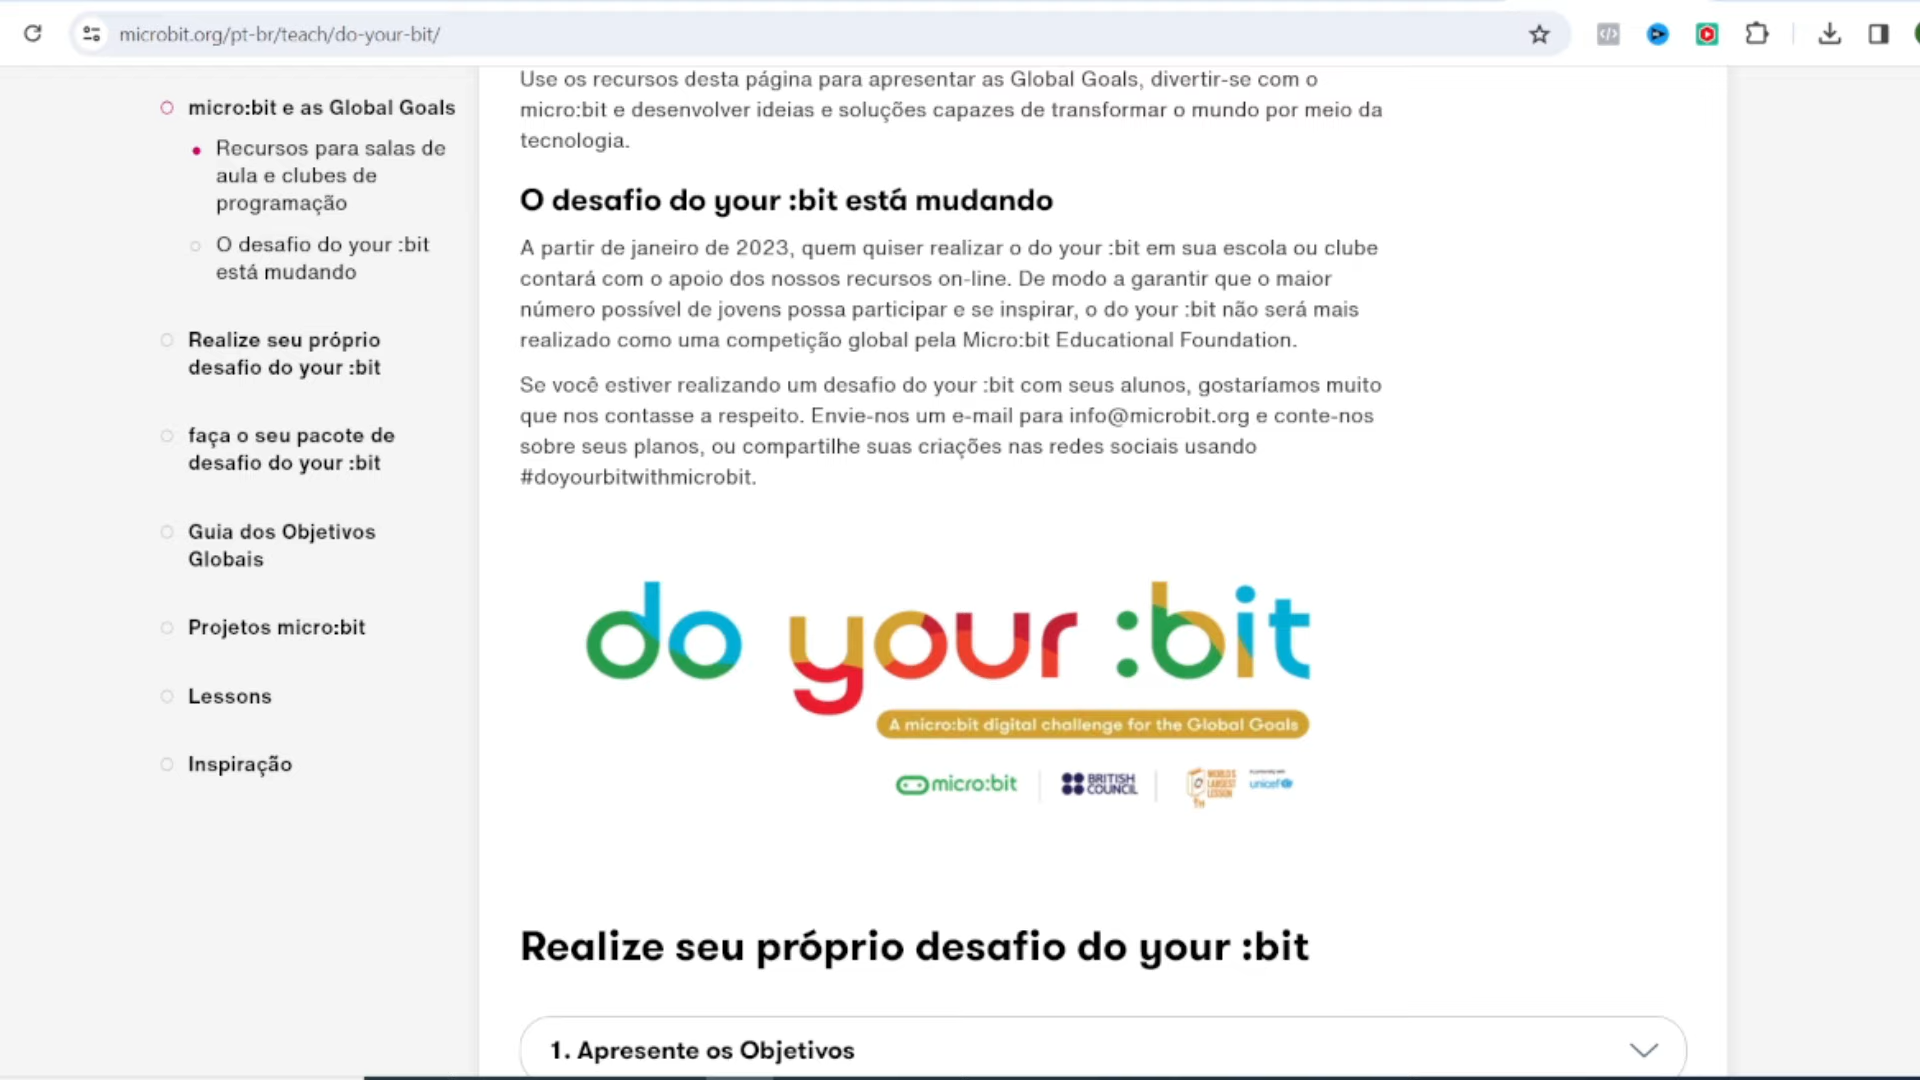 microbit.org/pt-br/teach/do-your-bit/
micro:bit e as Global Goals
Recursos para salas de
aula e clubes de
programação
O desafio do your :bit
está mudando
Realize seu próprio
desafio do your :bit
faça o seu pacote de
desafio do your :bit
Guia dos Objetivos
Globais
Projetos micro:bit
Lessons
Inspiração
Use os recursos desta página para apresentar as Global Goals, divertir-se com o
micro:bit e desenvolver ideias e soluções capazes de transformar o mundo por meio da
tecnologia.
O desafio do your :bit está mudando
A partir de janeiro de 2023, quem quiser realizar o do your :bit em sua escola ou clube
contará com o apoio dos nossos recursos on-line. De modo a garantir que o maior
número possível de jovens possa participar e se inspirar, o do your :bit não será mais
realizado como uma competição global pela Micro:bit Educational Foundation.
Se você estiver realizando um desafio do your :bit com seus alunos, gostaríamos muito
que nos contasse a respeito. Envie-nos um e-mail para info@microbit.org e conte-nos
sobre seus planos, ou compartilhe suas criações nas redes sociais usando
#doyourbitwithmicrobit.
do your :bit
A micro:bit digital challenge for the Global Goals
micro:bit
BRITISH
COUNCIL
WORLD'S
LARGEST
LESSON
unicef
Realize seu próprio desafio do your :bit
1. Apresente os Objetivos